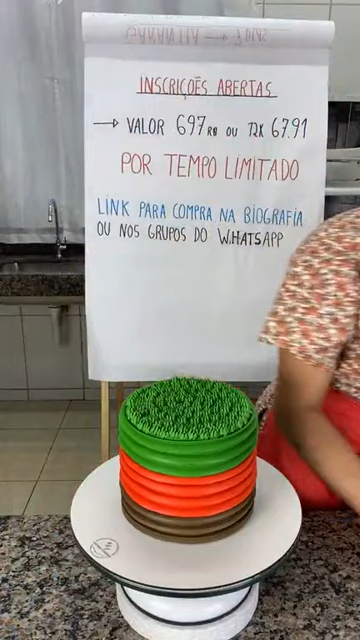 INSCRIÇÕES ABERTAS
→ VALOR 697R$ OU 12X 67.91
POR TEMPO LIMITADO
LINK PARA COMPRA NA BIOGRAFIA
OU NOS GRUPOS DO WHATSAPP